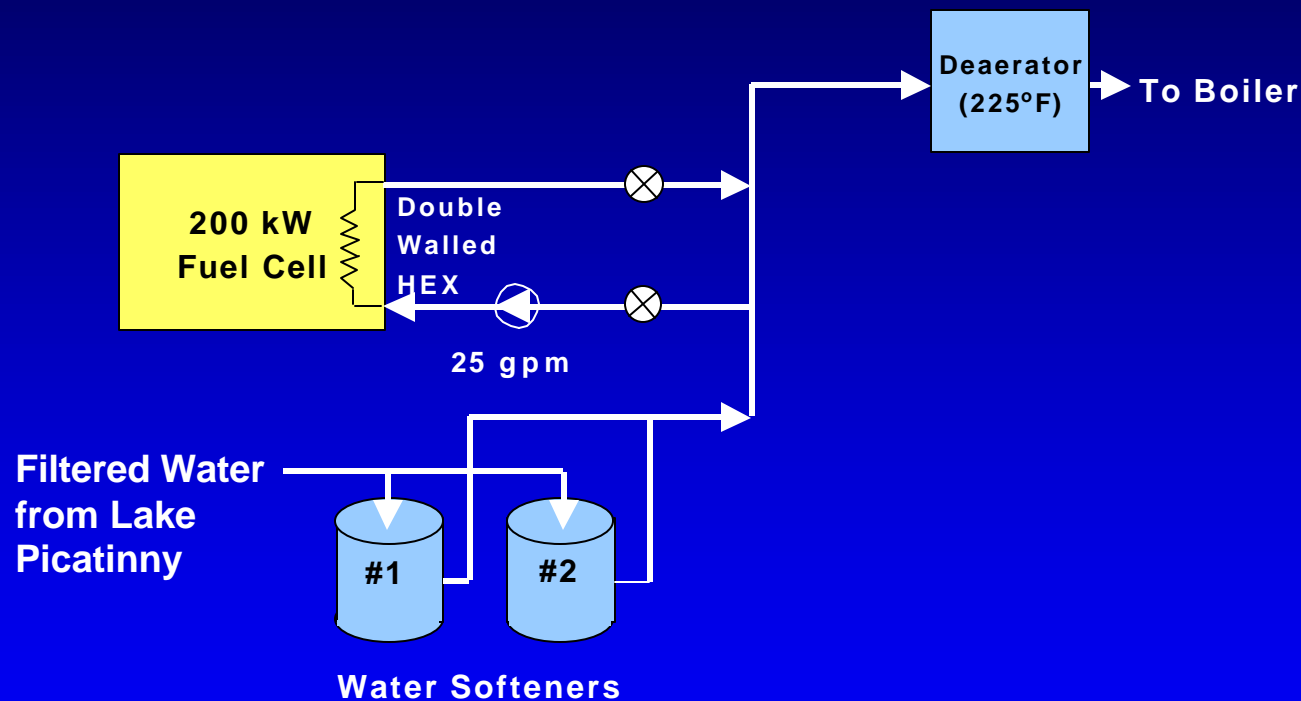 Deaerator
(225°F)
To Boiler
200 kW
Fuel Cell
Double
Walled
HEX
25 gpm
Filtered Water
from Lake
Picatinny
#1
#2
Water Softeners